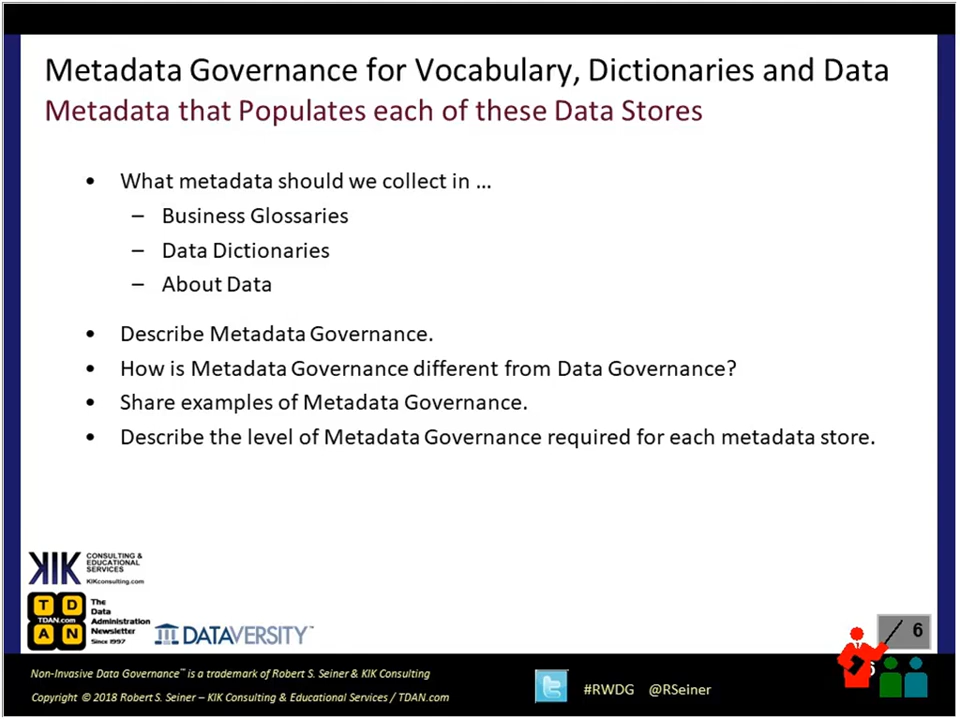 Metadata Governance for Vocabulary, Dictionaries and Data
Metadata that Populates each of these Data Stores
• What metadata should we collect in …
– Business Glossaries
– Data Dictionaries
– About Data
• Describe Metadata Governance.
• How is Metadata Governance different from Data Governance?
• Share examples of Metadata Governance.
• Describe the level of Metadata Governance required for each metadata store.
KIK
CONSULTING &
EDUCATIONAL
SERVICES
KIKconsulting.com
T D
TDAN.com
A N
The
Data
Administration
Newsletter
Since 1997
DATAVERSITY™
6
6
Non-Invasive Data Governance™ is a trademark of Robert S. Seiner & KIK Consulting
Copyright © 2018 Robert S. Seiner – KIK Consulting & Educational Services / TDAN.com
#RWDG @RSeiner